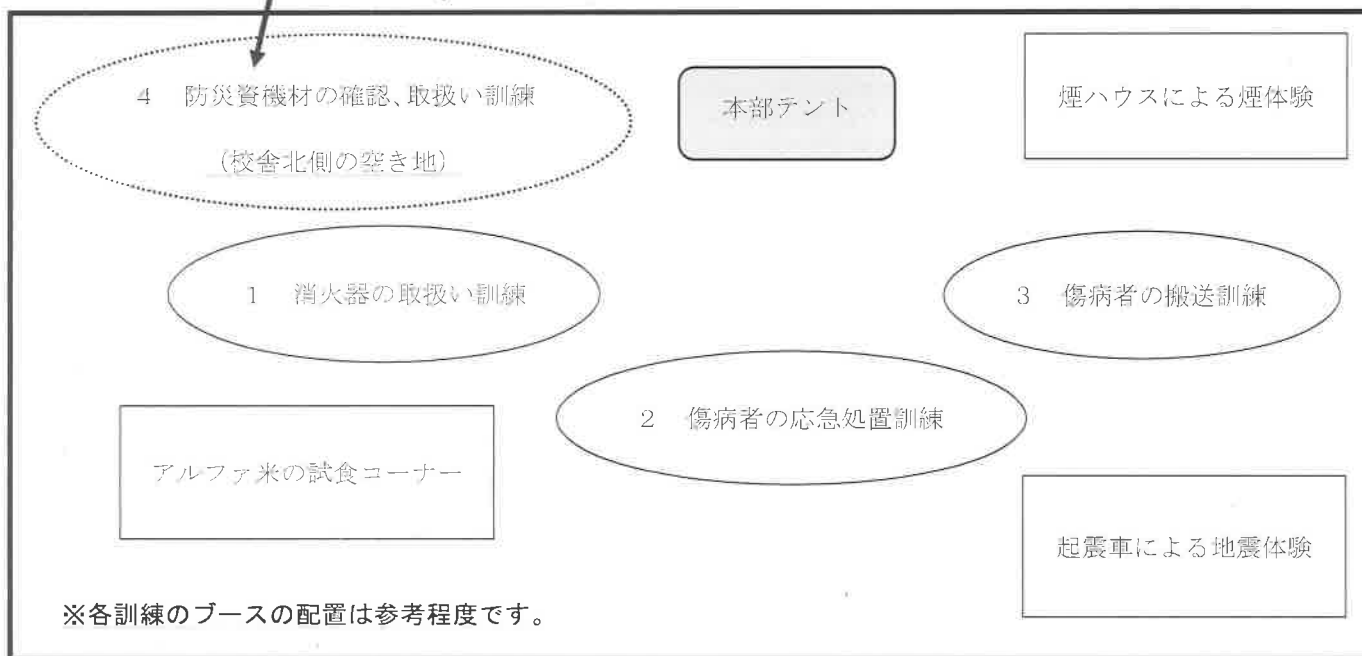 4 防災資機材の確認、取扱い訓練
(校舎北側の空き地)
本部テント
煙ハウスによる煙体験
1 消火器の取扱い訓練
3 傷病者の搬送訓練
2 傷病者の応急処置訓練
アルファ米の試食コーナー
起震車による地震体験
※各訓練のブースの配置は参考程度です。